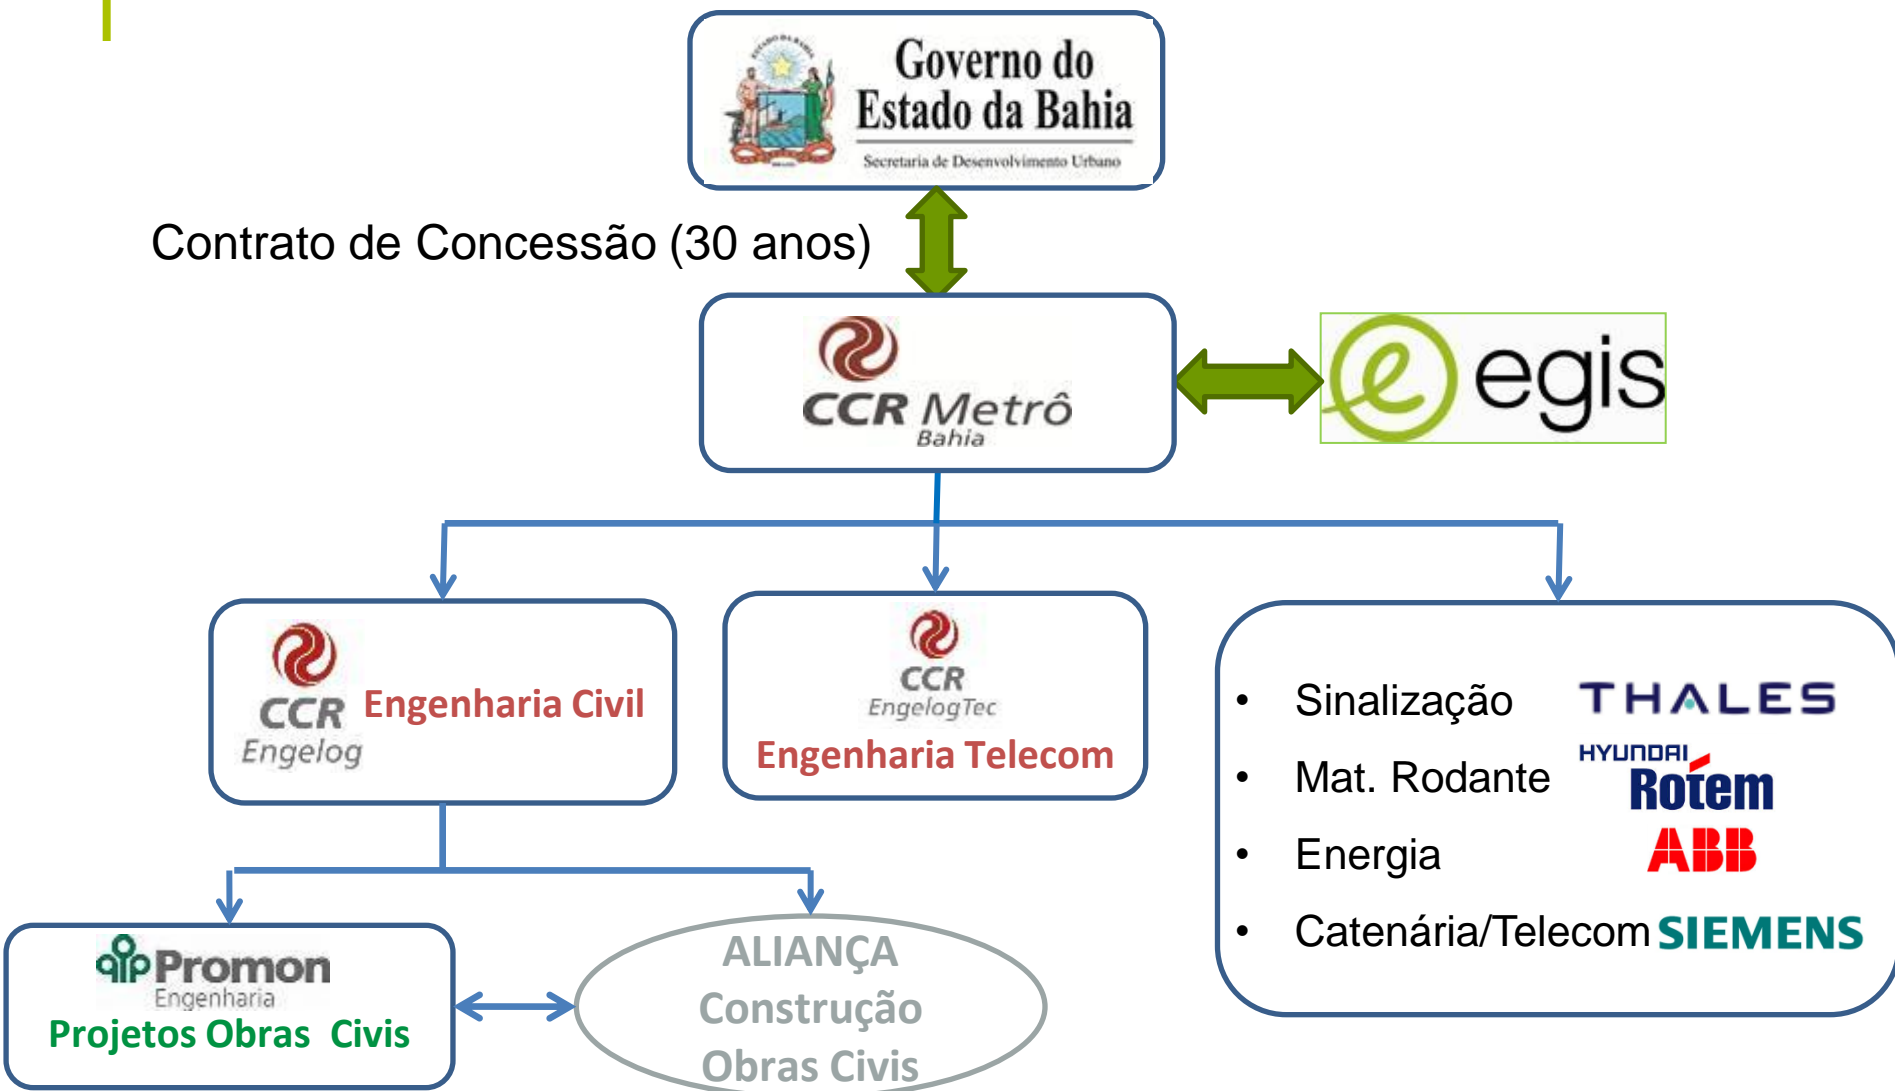 Governo do
Estado da Bahia
Secretaria de Desenvolvimento Urbano
Contrato de Concessão (30 anos)
CCR Metrô
Bahia
e egis
CCR
Engelog
Engenharia Civil
CCR
EngelogTec
Engenharia Telecom
• Sinalização THALES
• Mat. Rodante HYUNDAI Rotem
• Energia ABB
• Catenária/Telecom SIEMENS
Promon
Engenharia
Projetos Obras Civis
ALIANÇA
Construção
Obras Civis